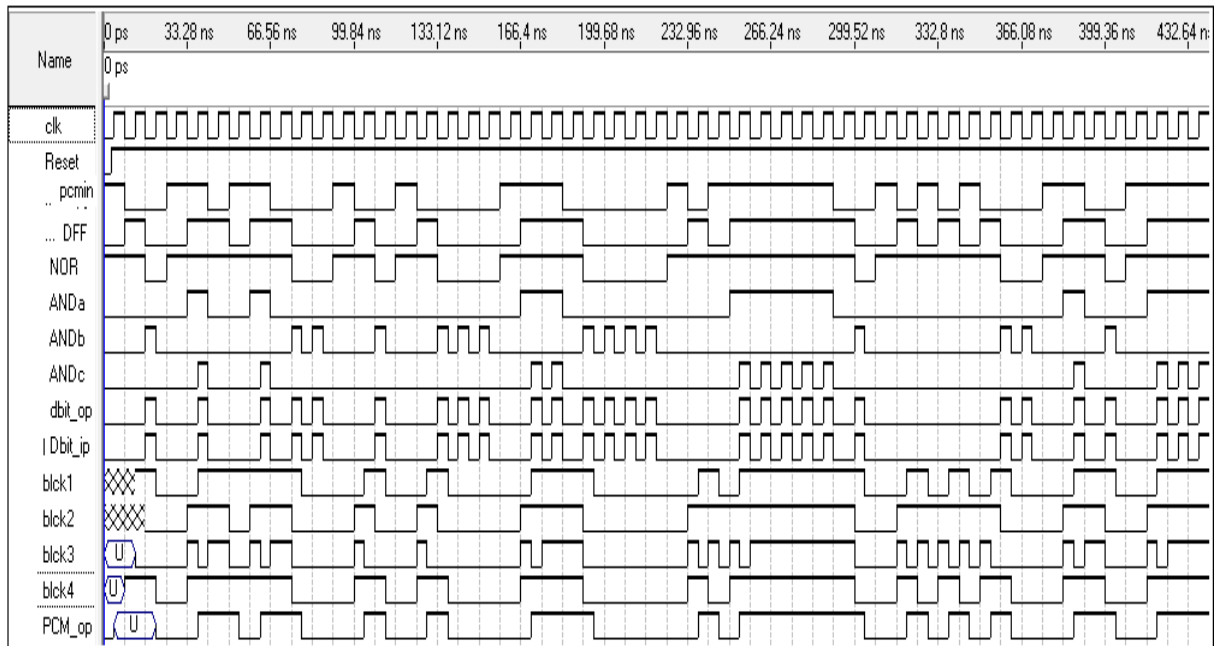 Name
0 ps 33.28 ns 66.56 ns 99.84 ns 133.12 ns 166.4 ns 199.68 ns 232.96 ns 266.24 ns 299.52 ns 332.8 ns 366.08 ns 399.36 ns 432.64 n
0 ps
clk
Reset
.. pcmin
... DFF
NOR
ANDa
ANDb
ANDc
dbit_op
| Dbit_ip
blck1
blck2
blck3 U
blck4 U
PCM_op U